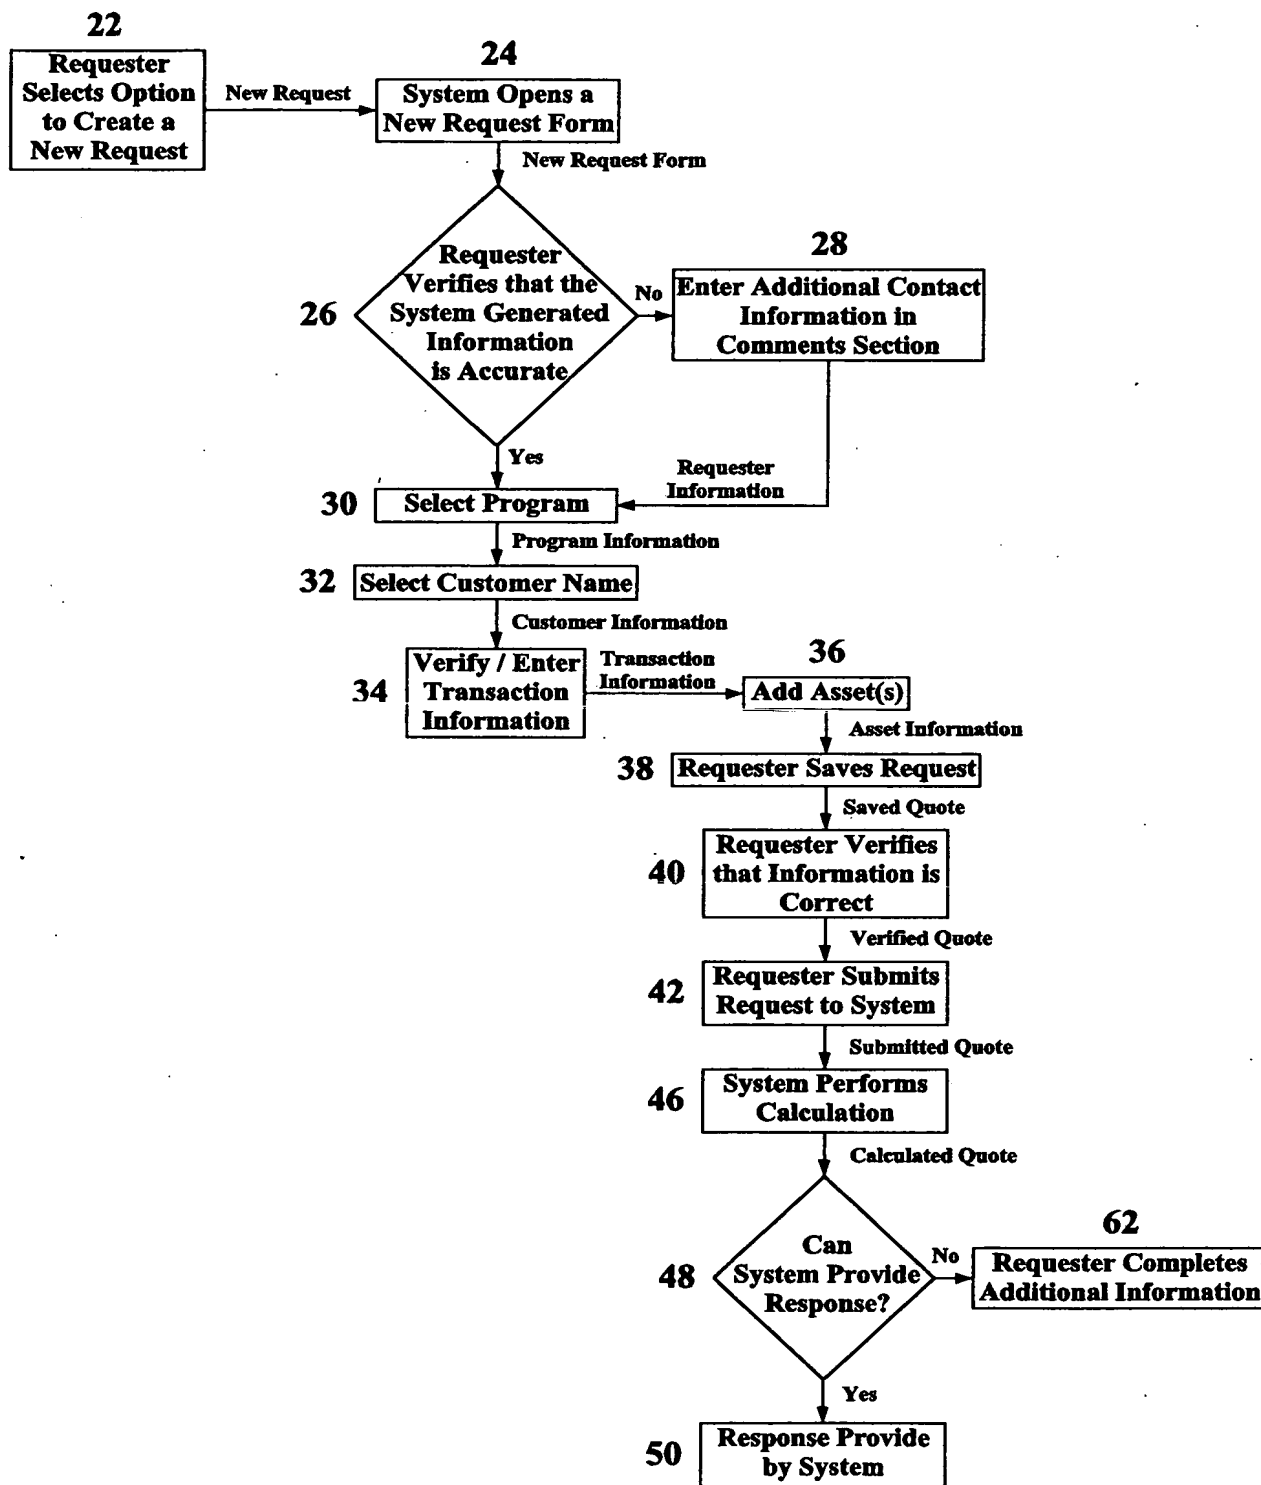 22
Requester
Selects Option
to Create a
New Request
New Request
24
System Opens a
New Request Form
New Request Form
26
Requester
Verifies that the
System Generated
Information
is Accurate
No
28
Enter Additional Contact
Information in
Comments Section
Yes
Requester
Information
30
Select Program
Program Information
32
Select Customer Name
Customer Information
34
Verify / Enter
Transaction
Information
Transaction
Information
36
Add Asset(s)
Asset Information
38
Requester Saves Request
Saved Quote
40
Requester Verifies
that Information is
Correct
Verified Quote
42
Requester Submits
Request to System
Submitted Quote
46
System Performs
Calculation
Calculated Quote
48
Can
System Provide
Response?
No
62
Requester Completes
Additional Information
Yes
50
Response Provide
by System